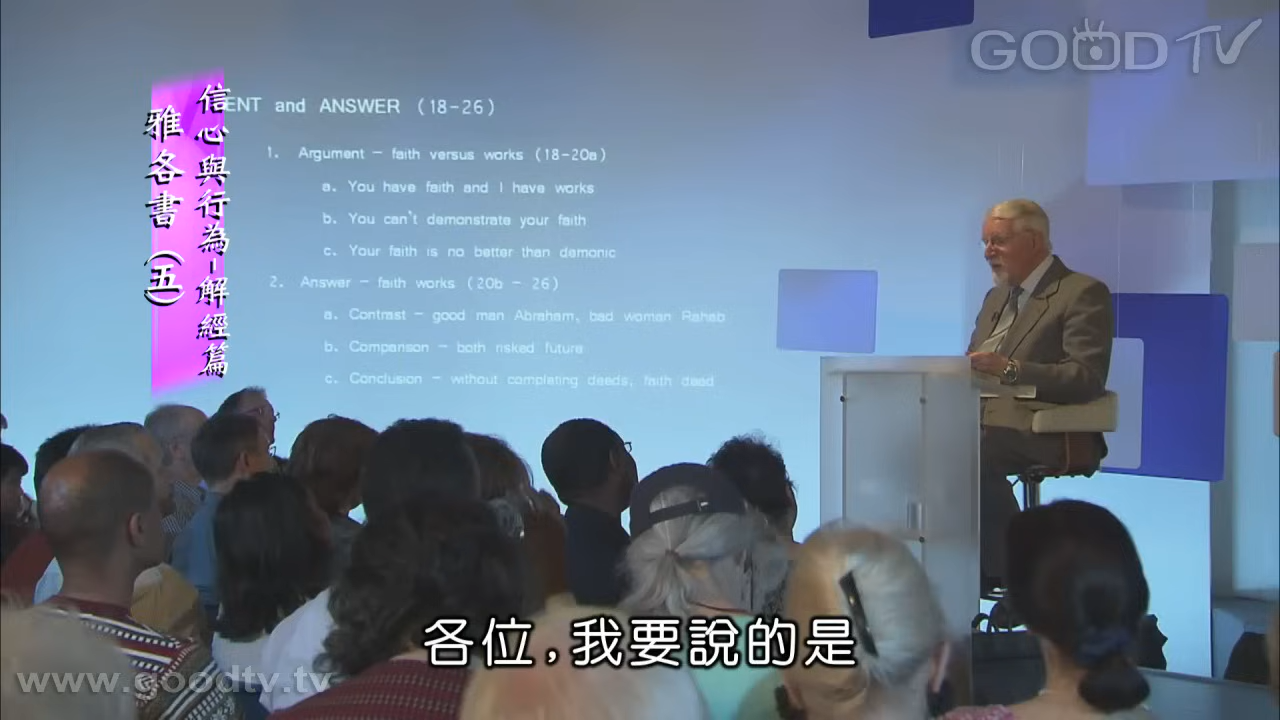 GOOD TV
信心與行為-解經篇
雅各書（五）
ENT and ANSWER (18-26)
1. Argument - faith versus works (18-20a)
a. You have faith and I have works
b. You can't demonstrate your faith
c. Your faith is no better than demonic
2. Answer - faith works (20b - 26)
a. Contrast - good man Abraham, bad woman Rahab
b. Comparison - both risked future
c. Conclusion - without completing deeds, faith dead
各位,我要說的是
www.goodtv.tv